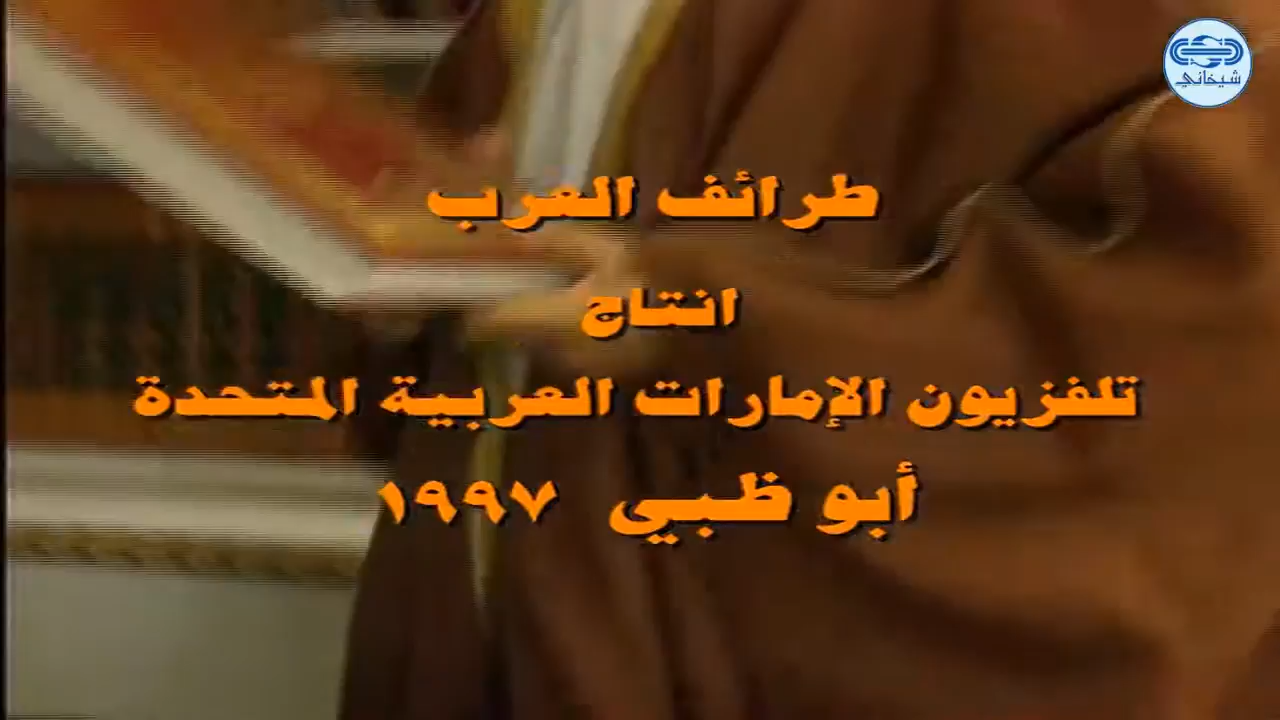 شيخاني
طرائف العرب
انتاج
تلفزيون الإمارات العربية المتحدة
أبو ظبي ١٩٩٧